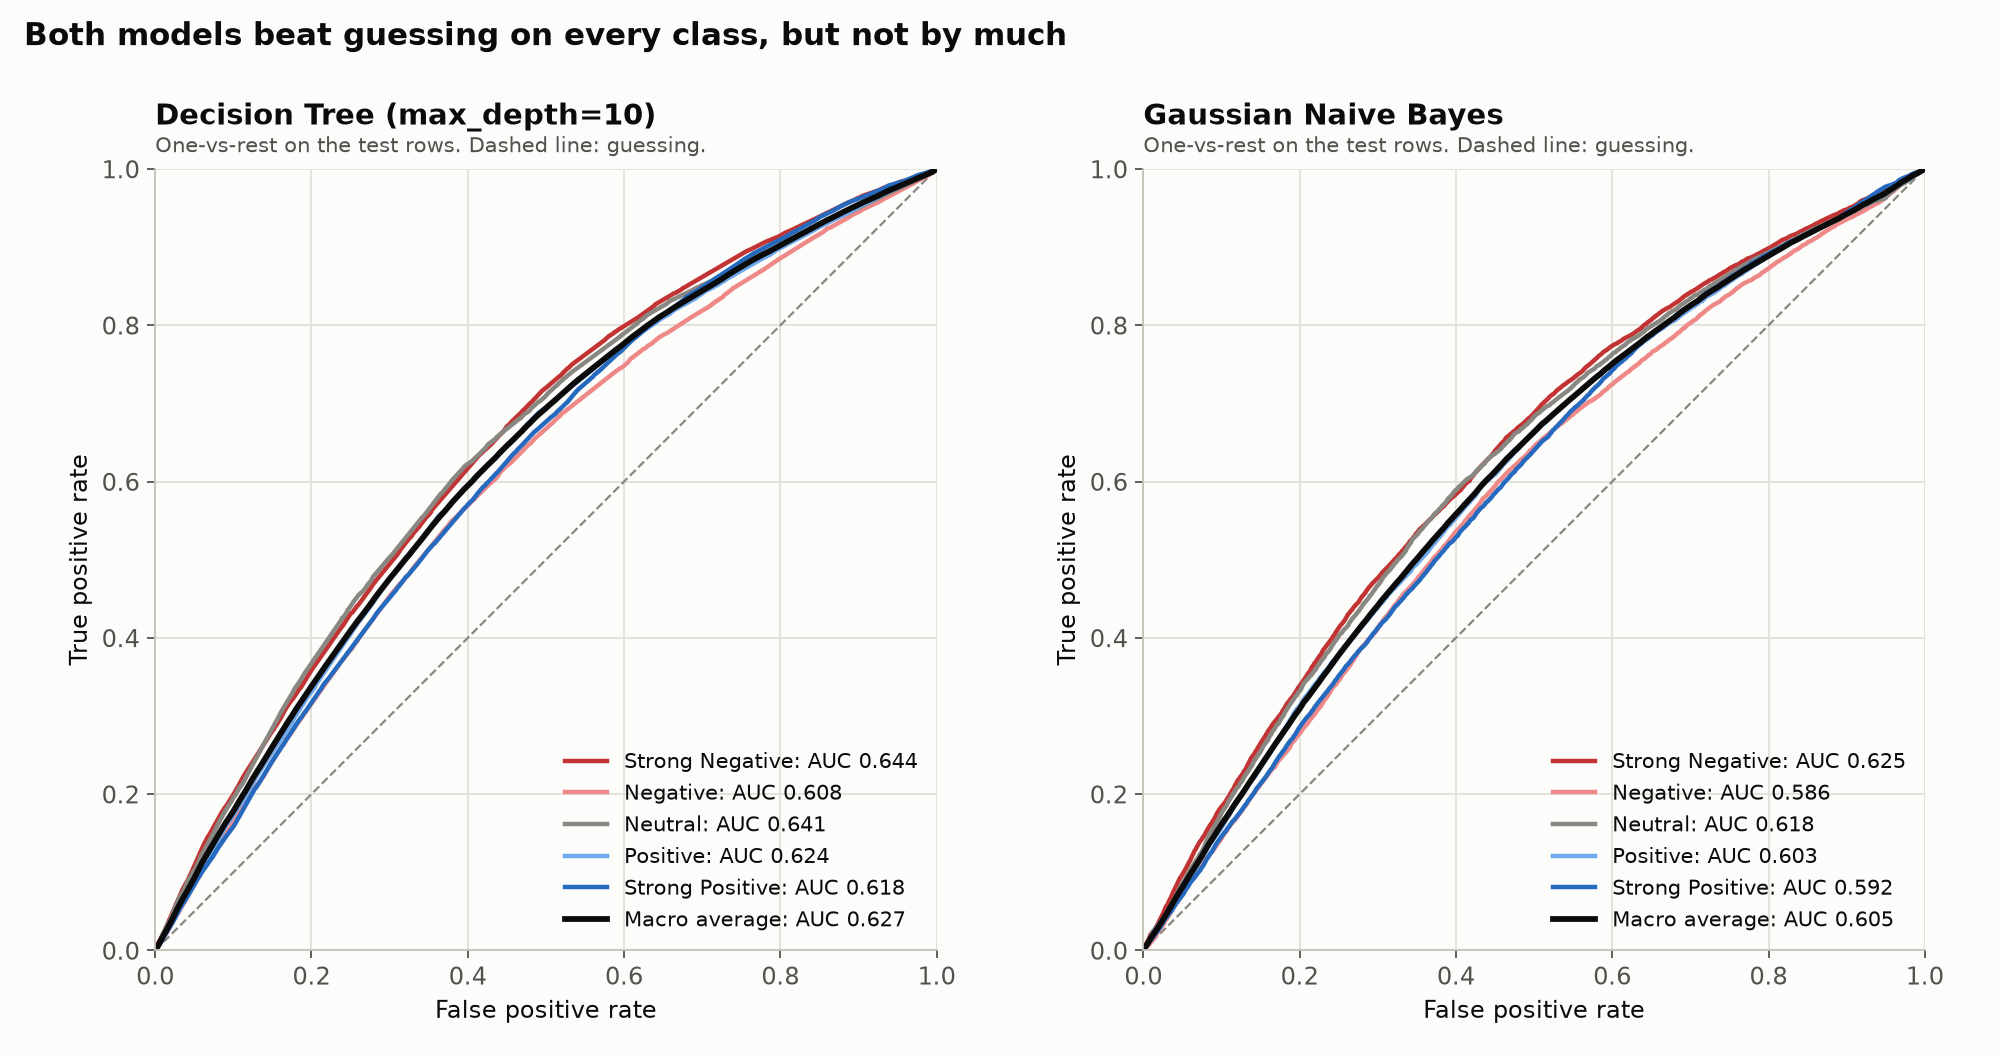 Both models beat guessing on every class, but not by much
Decision Tree (max_depth=10)
One-vs-rest on the test rows. Dashed line: guessing.
True positive rate
1.0
0.8
0.6
0.4
0.2
0.0
Strong Negative: AUC 0.644
Negative: AUC 0.608
Neutral: AUC 0.641
Positive: AUC 0.624
Strong Positive: AUC 0.618
Macro average: AUC 0.627
0.0 0.2 0.4 0.6 0.8 1.0
False positive rate
Gaussian Naive Bayes
One-vs-rest on the test rows. Dashed line: guessing.
True positive rate
1.0
0.8
0.6
0.4
0.2
0.0
Strong Negative: AUC 0.625
Negative: AUC 0.586
Neutral: AUC 0.618
Positive: AUC 0.603
Strong Positive: AUC 0.592
Macro average: AUC 0.605
0.0 0.2 0.4 0.6 0.8 1.0
False positive rate